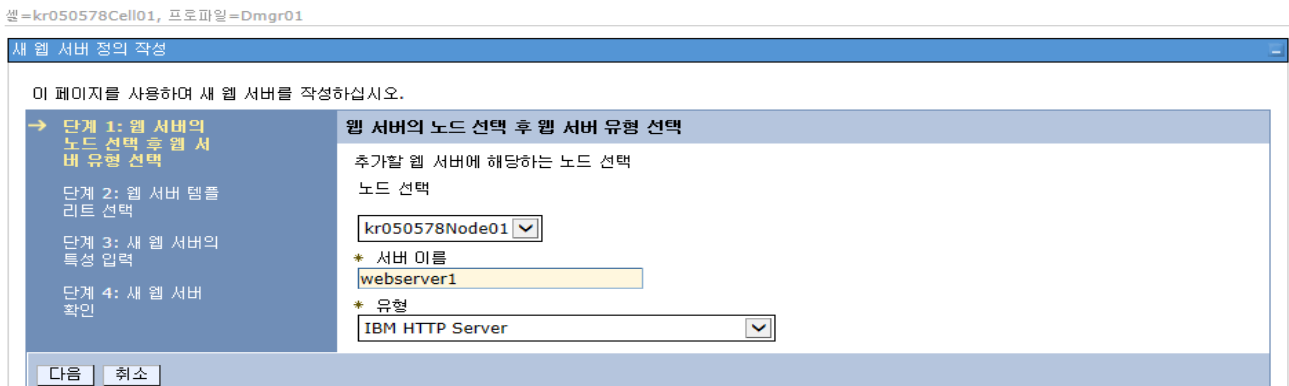 셀=kr050578Cell01, 프로파일=Dmgr01
새 웹 서버 정의 작성
이 페이지를 사용하여 새 웹 서버를 작성하십시오.
단계 1: 웹 서버의
노드 선택 후 웹 서
버 유형 선택
단계 2: 웹 서버 템플
리트 선택
단계 3: 새 웹 서버의
특성 입력
단계 4: 새 웹 서버
확인
웹 서버의 노드 선택 후 웹 서버 유형 선택
추가할 웹 서버에 해당하는 노드 선택
노드 선택
kr050578Node01
* 서버 이름
webserver1
* 유형
IBM HTTP Server
다음 취소